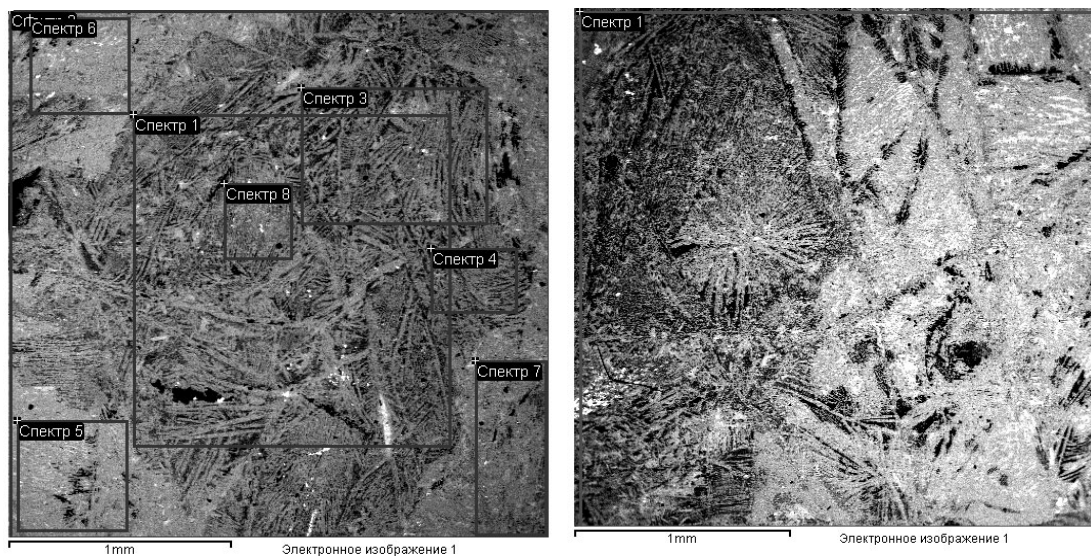 Спектр 6
Спектр 3
Спектр 1
Спектр 8
Спектр 4
Спектр 7
Спектр 5
1mm
Электронное изображение 1
Спектр 1
1mm
Электронное изображение 1